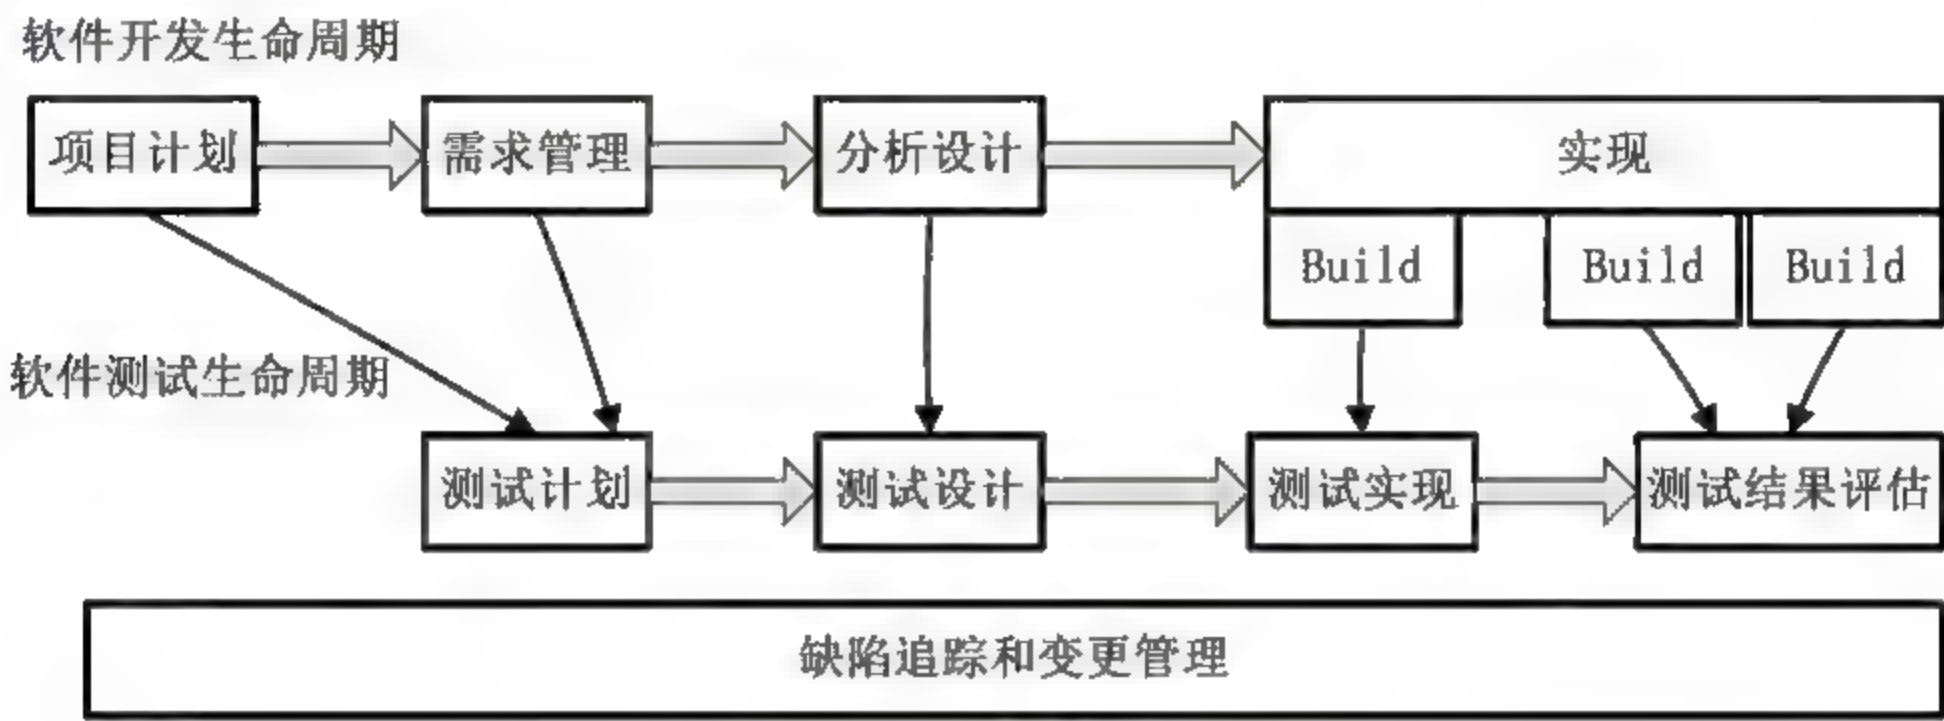 软件开发生命周期
项目计划
需求管理
分析设计
实现
Build
Build
Build
软件测试生命周期
测试计划
测试设计
测试实现
测试结果评估
缺陷追踪和变更管理